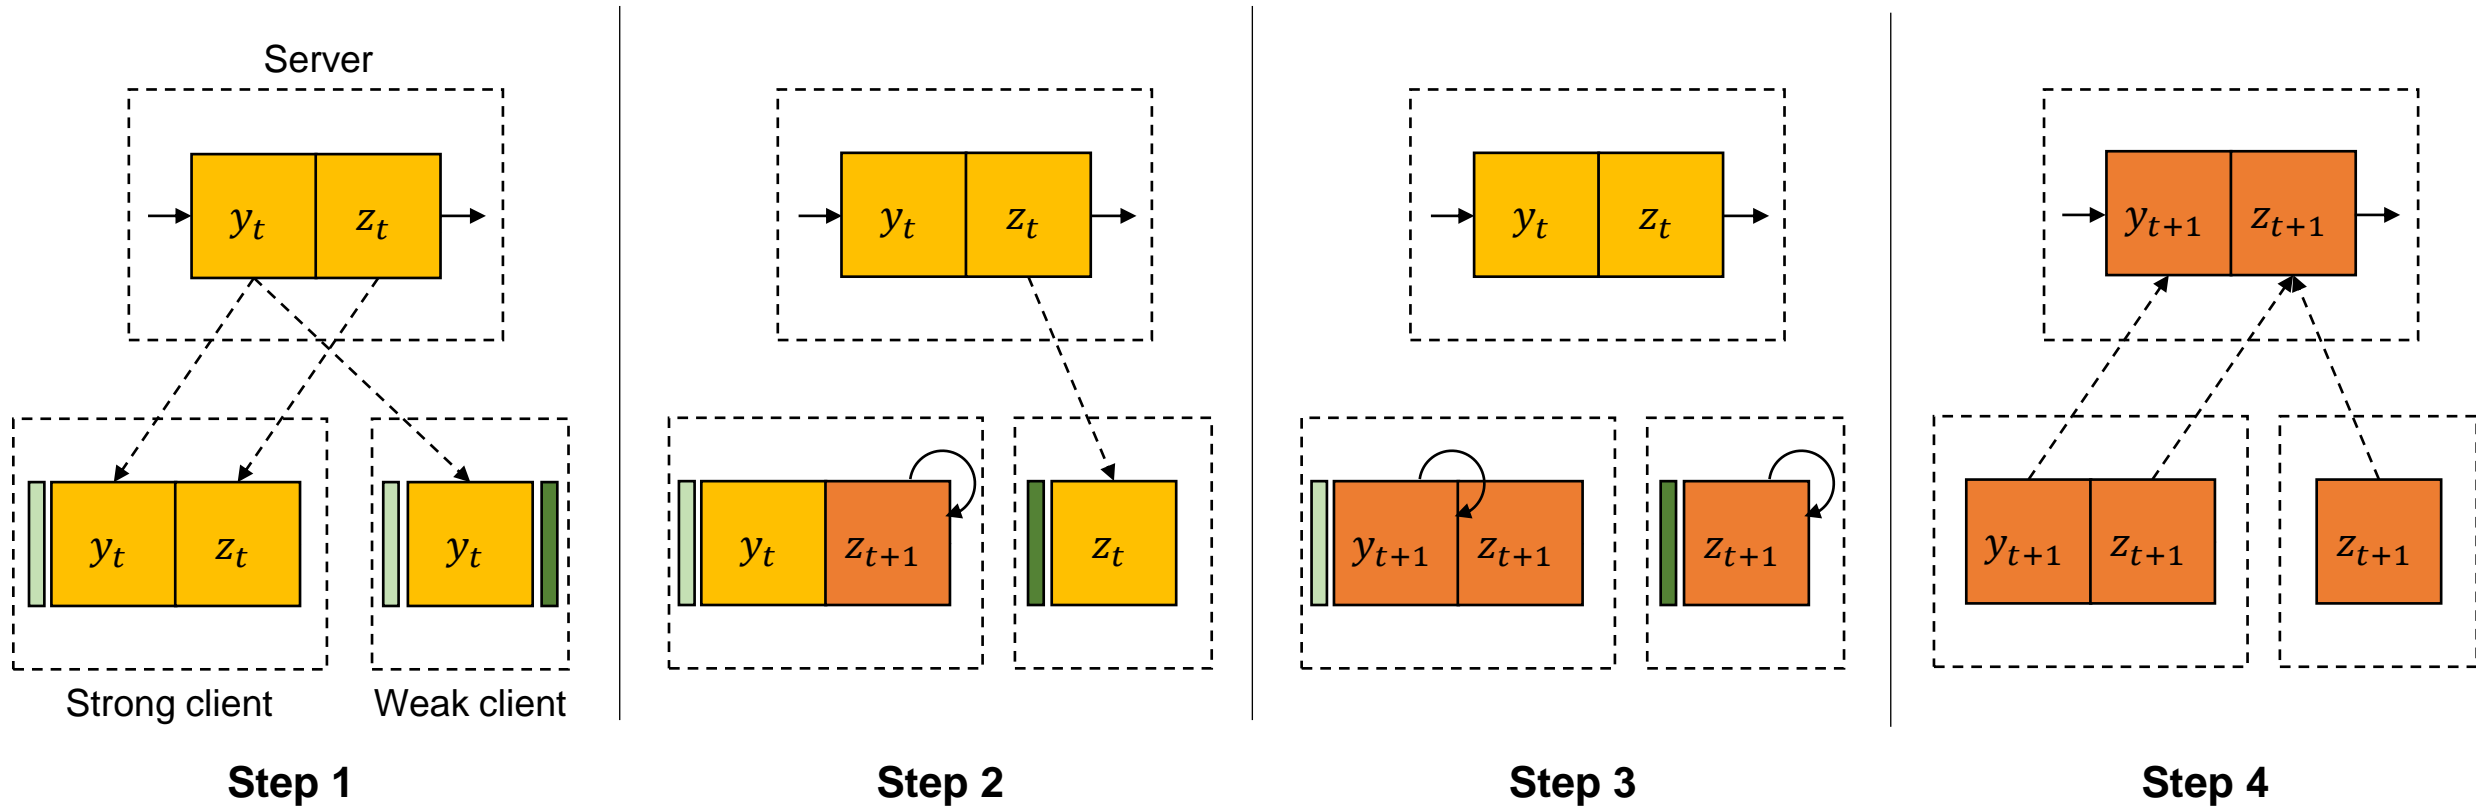 Server
y_t z_t
y_t z_t y_t
Strong client Weak client
Step 1
y_t z_t
y_t z_{t+1} z_t
Step 2
y_t z_t
y_{t+1} z_{t+1} z_{t+1}
Step 3
y_{t+1} z_{t+1}
y_{t+1} z_{t+1} z_{t+1}
Step 4